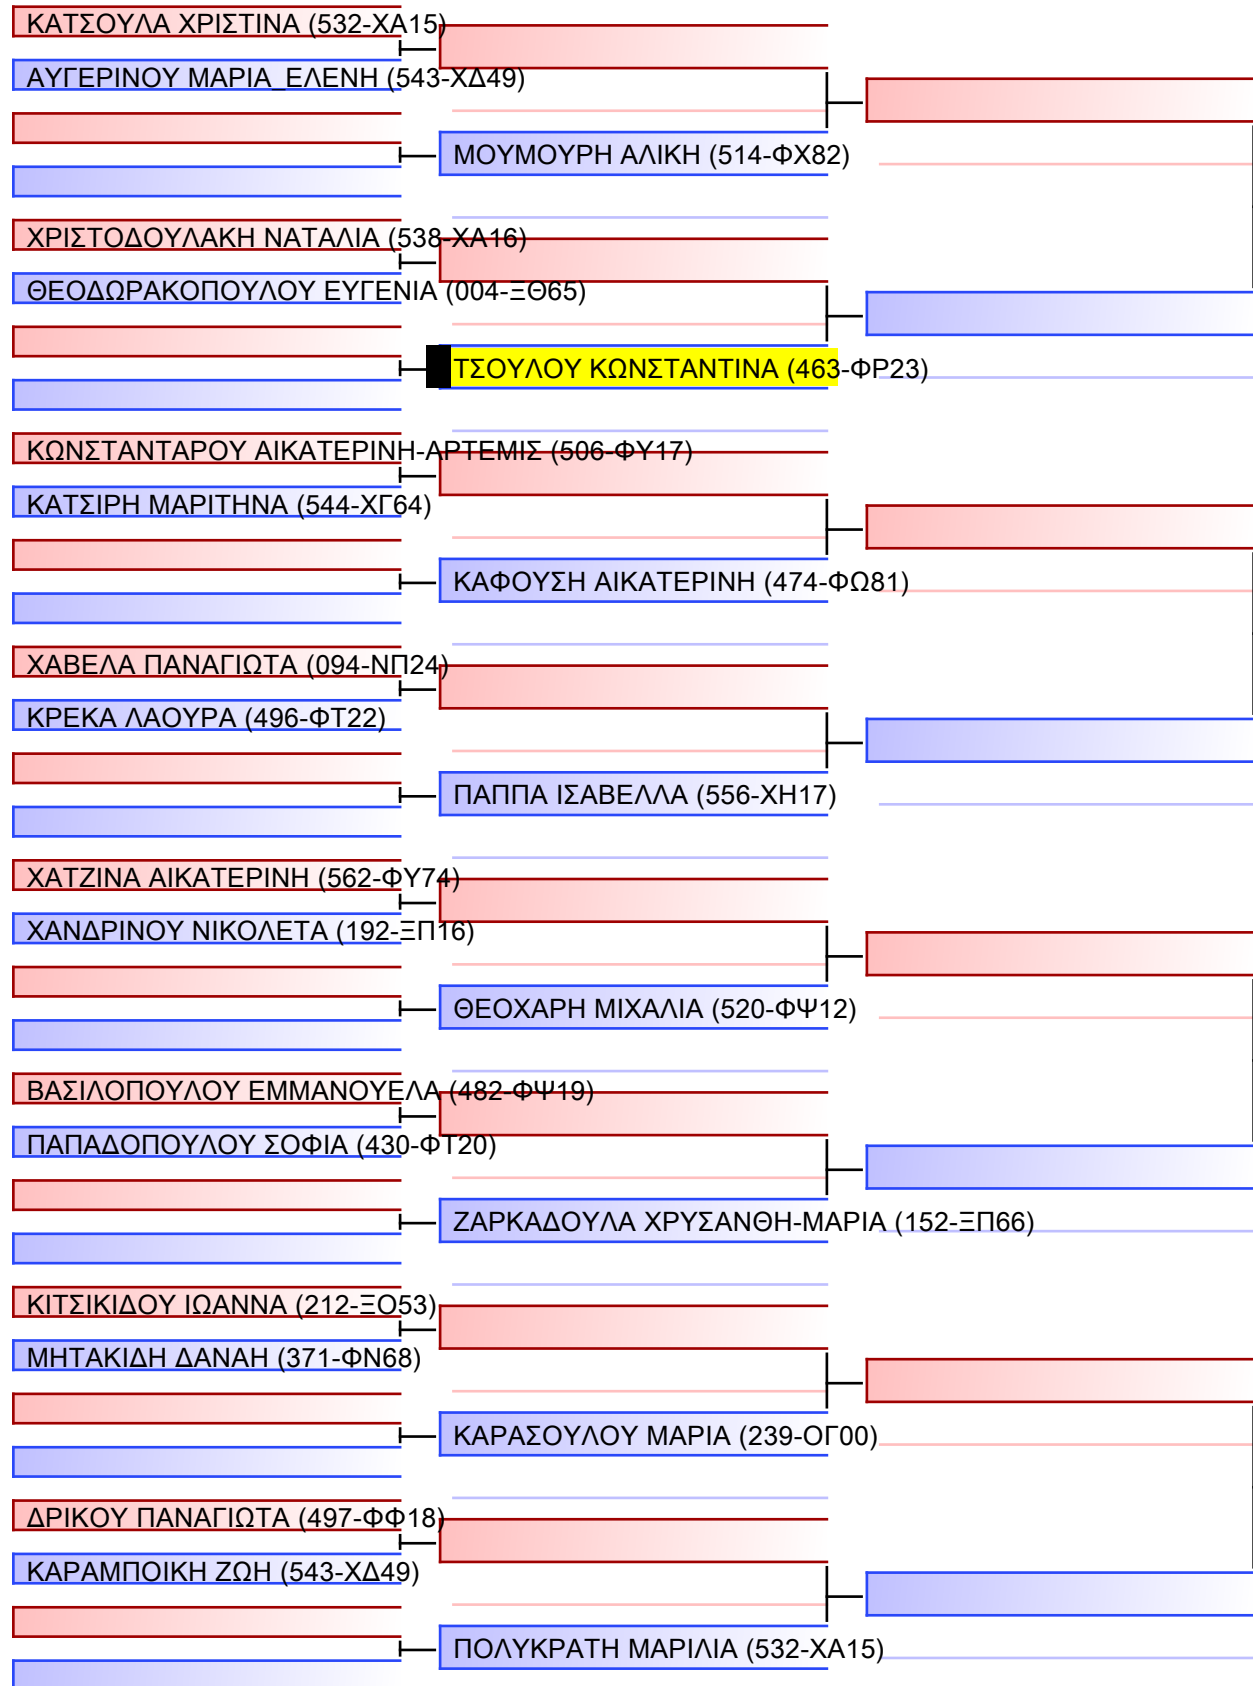 ΚΑΤΣΟΥΛΑ ΧΡΙΣΤΙΝΑ (532-ΧΑ15)
ΑΥΓΕΡΙΝΟΥ ΜΑΡΙΑ_ΕΛΕΝΗ (543-ΧΔ49)
ΜΟΥΜΟΥΡΗ ΑΛΙΚΗ (514-ΦΧ82)
ΧΡΙΣΤΟΔΟΥΛΑΚΗ ΝΑΤΑΛΙΑ (538-ΧΑ16)
ΘΕΟΔΩΡΑΚΟΠΟΥΛΟΥ ΕΥΓΕΝΙΑ (004-ΞΘ65)
ΤΣΟΥΛΟΥ ΚΩΝΣΤΑΝΤΙΝΑ (463-ΦΡ23)
ΚΩΝΣΤΑΝΤΑΡΟΥ ΑΙΚΑΤΕΡΙΝΗ-ΑΡΤΕΜΙΣ (506-ΦΥ17)
ΚΑΤΣΙΡΗ ΜΑΡΙΤΗΝΑ (544-ΧΓ64)
ΚΑΦΟΥΣΗ ΑΙΚΑΤΕΡΙΝΗ (474-ΦΩ81)
ΧΑΒΕΛΑ ΠΑΝΑΓΙΩΤΑ (094-ΝΠ24)
ΚΡΕΚΑ ΛΑΟΥΡΑ (496-ΦΤ22)
ΠΑΠΠΑ ΙΣΑΒΕΛΛΑ (556-ΧΗ17)
ΧΑΤΖΙΝΑ ΑΙΚΑΤΕΡΙΝΗ (562-ΦΥ74)
ΧΑΝΔΡΙΝΟΥ ΝΙΚΟΛΕΤΑ (192-ΞΠ16)
ΘΕΟΧΑΡΗ ΜΙΧΑΛΙΑ (520-ΦΨ12)
ΒΑΣΙΛΟΠΟΥΛΟΥ ΕΜΜΑΝΟΥΕΛΑ (482-ΦΨ19)
ΠΑΠΑΔΟΠΟΥΛΟΥ ΣΟΦΙΑ (430-ΦΤ20)
ΖΑΡΚΑΔΟΥΛΑ ΧΡΥΣΑΝΘΗ-ΜΑΡΙΑ (152-ΞΠ66)
ΚΙΤΣΙΚΙΔΟΥ ΙΩΑΝΝΑ (212-ΞΟ53)
ΜΗΤΑΚΙΔΗ ΔΑΝΑΗ (371-ΦΝ68)
ΚΑΡΑΣΟΥΛΟΥ ΜΑΡΙΑ (239-ΟΓ00)
ΔΡΙΚΟΥ ΠΑΝΑΓΙΩΤΑ (497-ΦΦ18)
ΚΑΡΑΜΠΟΙΚΗ ΖΩΗ (543-ΧΔ49)
ΠΟΛΥΚΡΑΤΗ ΜΑΡΙΛΙΑ (532-ΧΑ15)